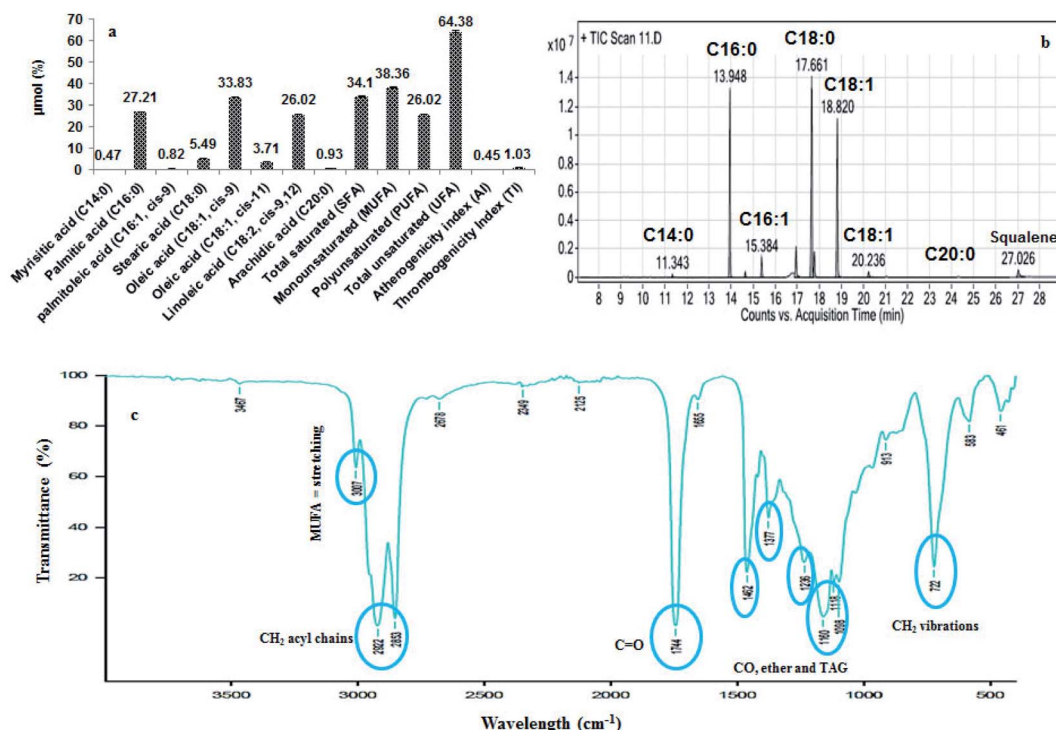 a
μmol (%)
70
60
50
40
30
20
10
0
0.47
27.21
0.82
5.49
33.83
3.71
26.02
0.93
34.1
38.36
26.02
64.38
0.45
1.03
Myristic acid (C14:0)
Palmitic acid (C16:0)
palmitoleic acid (C16:1, cis-9)
Stearic acid (C18:0)
Oleic acid (C18:1, cis-9)
Oleic acid (C18:1, cis-11)
Linoleic acid (C18:2, cis-9,12)
Arachidic acid (C20:0)
Total saturated (SFA)
Monounsaturated (MUFA)
Polyunsaturated (PUFA)
Total unsaturated (UFA)
Atherogenicity index (AI)
Thrombogenicity Index (TI)
b
x10 7
+ TIC Scan 11.D
1.4
1.2
1
0.8
0.6
0.4
0.2
0
C14:0
11.343
C16:0
13.948
C16:1
15.384
C18:0
17.661
C18:1
18.820
C18:1
20.236
C20:0
Squalene
27.026
8 9 10 11 12 13 14 15 16 17 18 19 20 21 22 23 24 25 26 27 28
Counts vs. Acquisition Time (min)
c
Transmittance (%)
100
80
60
40
20
3467
3007
MUFA = stretching
2922
2853
CH2 acyl chains
2678
2349
2125
1744
C=O
1655
1462
1377
1236
1160
1118
1098
CO, ether and TAG
913
722
CH2 vibrations
583
461
3500 3000 2500 2000 1500 1000 500
Wavelength (cm-1)